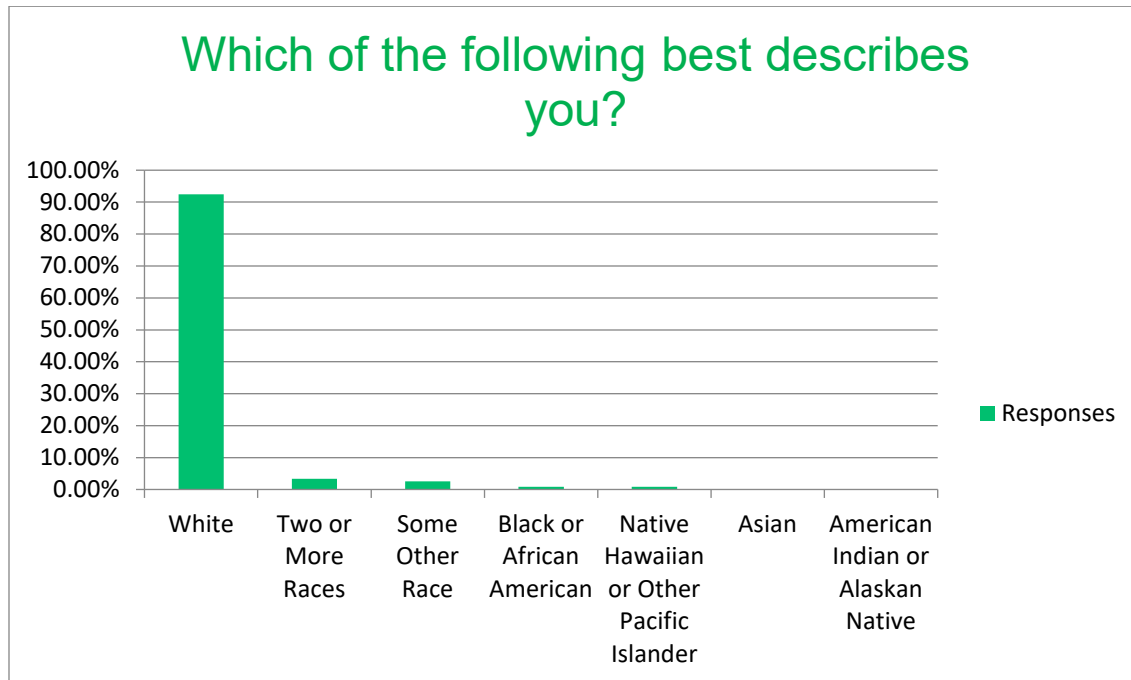 Which of the following best describes
you?
100.00%
90.00%
80.00%
70.00%
60.00%
50.00%
40.00%
30.00%
20.00%
10.00%
0.00%
White
Two or
More
Races
Some
Other
Race
Black or
African
American
Native
Hawaiian
or Other
Pacific
Islander
Asian
American
Indian or
Alaskan
Native
Responses